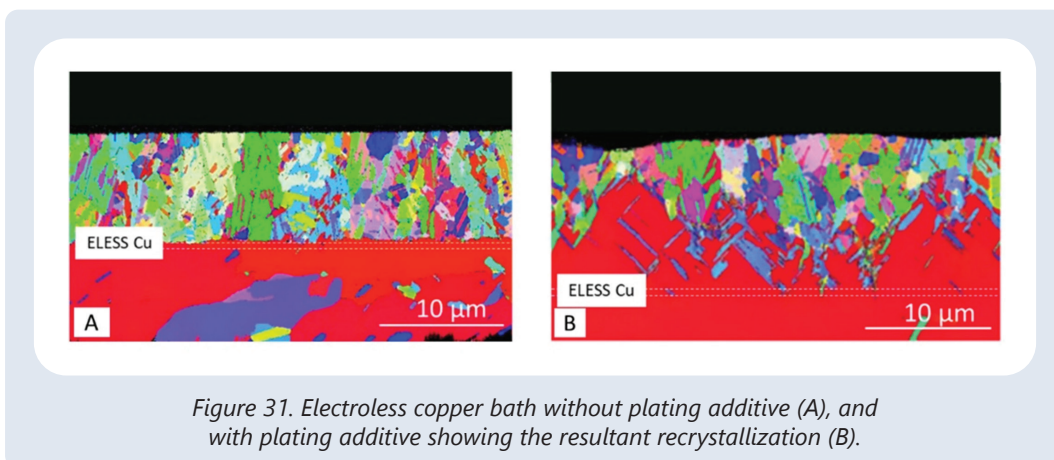 ELESS Cu
A
10 μm
ELESS Cu
B
10 μm
Figure 31. Electroless copper bath without plating additive (A), and
with plating additive showing the resultant recrystallization (B).